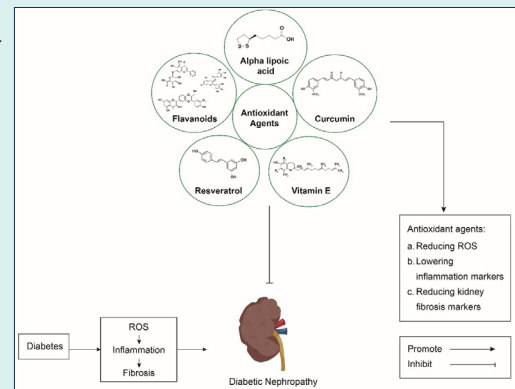 Alpha lipoic
acid
Flavanoids
Antioxidant
Agents
Curcumin
Resveratrol
Vitamin E
Antioxidant agents:
a. Reducing ROS
b. Lowering
inflammation markers
c. Reducing kidney
fibrosis markers
Diabetes
ROS
Inflammation
Fibrosis
Diabetic Nephropathy
Promote
Inhibit